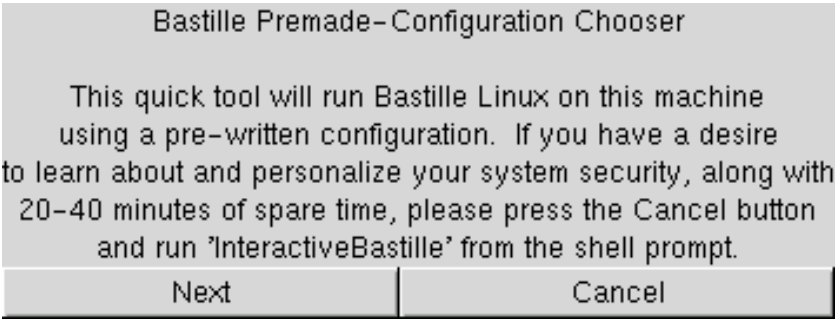 Bastille Premade-Configuration Chooser
This quick tool will run Bastille Linux on this machine
using a pre-written configuration. If you have a desire
to learn about and personalize your system security, along with
20-40 minutes of spare time, please press the Cancel button
and run 'InteractiveBastille' from the shell prompt.
Next Cancel